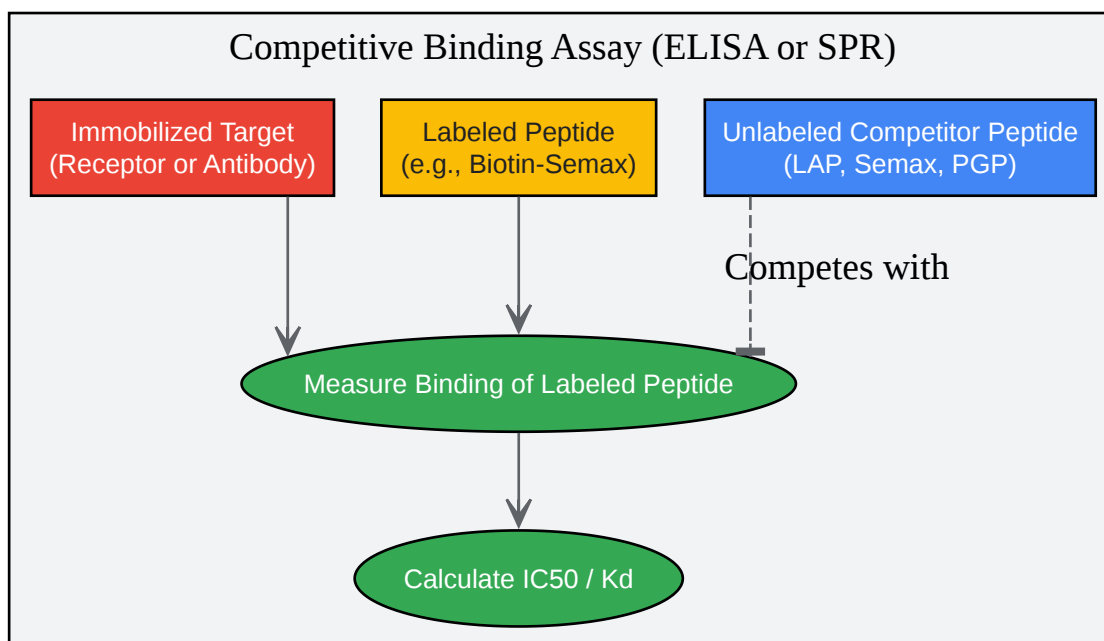 Competitive Binding Assay (ELISA or SPR)
Immobilized Target
(Receptor or Antibody)
Labeled Peptide
(e.g., Biotin-Semax)
Unlabeled Competitor Peptide
(LAP, Semax, PGP)
Competes with
Measure Binding of Labeled Peptide
Calculate IC50 / Kd